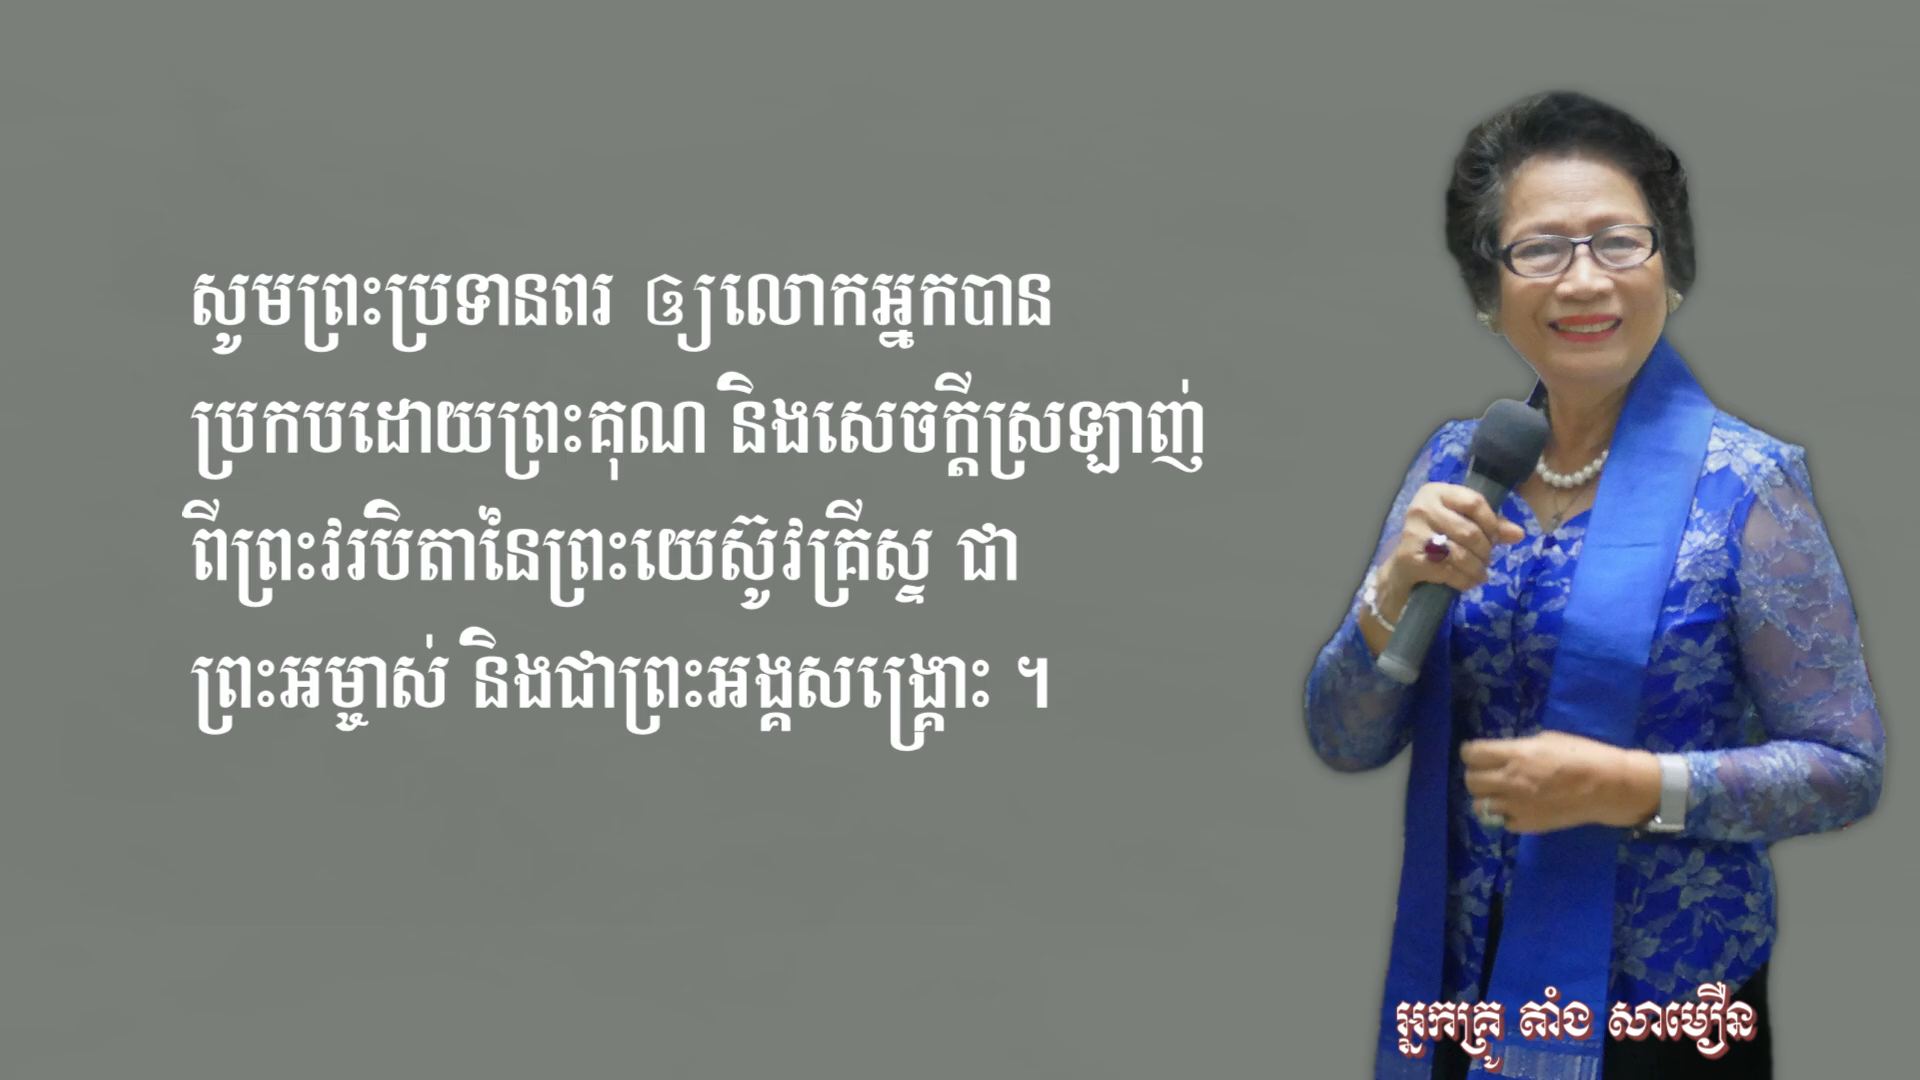 សូមព្រះប្រទានពរ ឲ្យលោកអ្នកបាន
ប្រកបដោយព្រះគុណ និងសេចក្ដីស្រឡាញ់
ពីព្រះវរបិតានៃព្រះយេស៊ូវគ្រីស្ទ ជា
ព្រះអម្ចាស់ និងជាព្រះអង្គសង្គ្រោះ ។
អ្នកគ្រូ តាំង សាមឿន